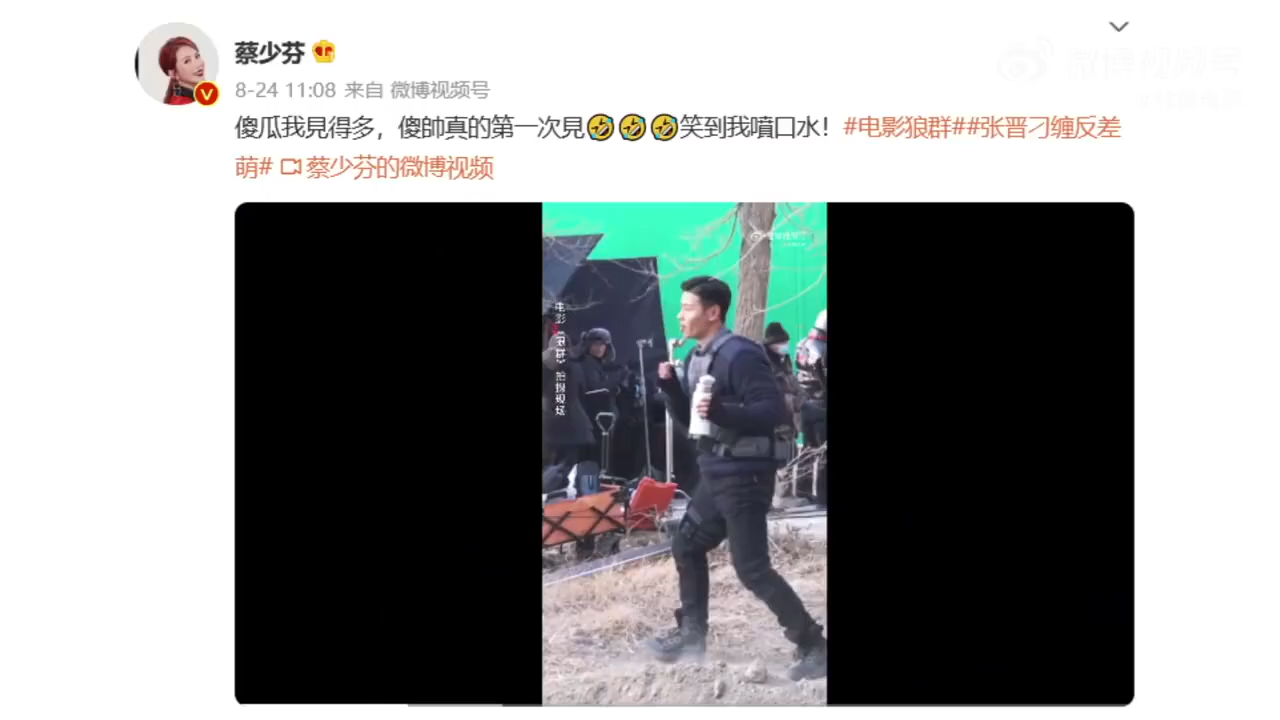 蔡少芬
8-24 11:08 来自 微博视频号
傻瓜我見得多，傻帥真的第一次見🤣🤣🤣笑到我噴口水！#电影狼群##张晋刁缠反差
萌# 蔡少芬的微博视频
微博视频号
电影《狼群》拍摄现场